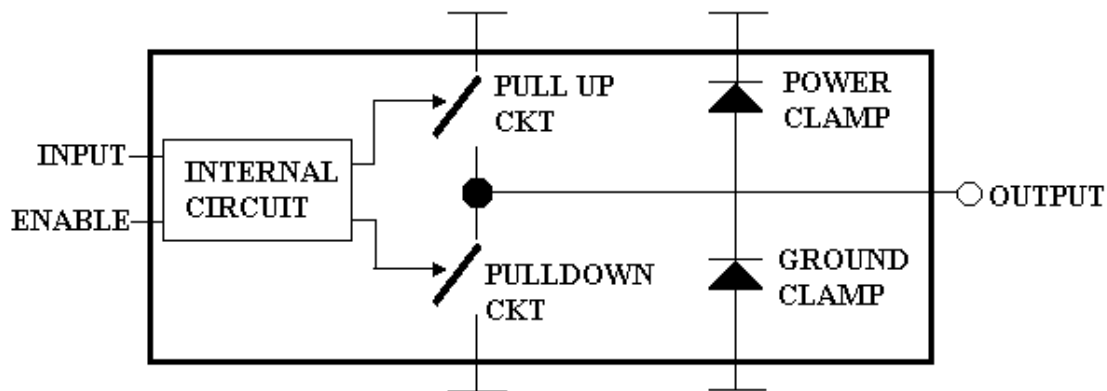 PULL UP
CKT
POWER
CLAMP
INPUT
INTERNAL
CIRCUIT
ENABLE
OUTPUT
PULLDOWN
CKT
GROUND
CLAMP